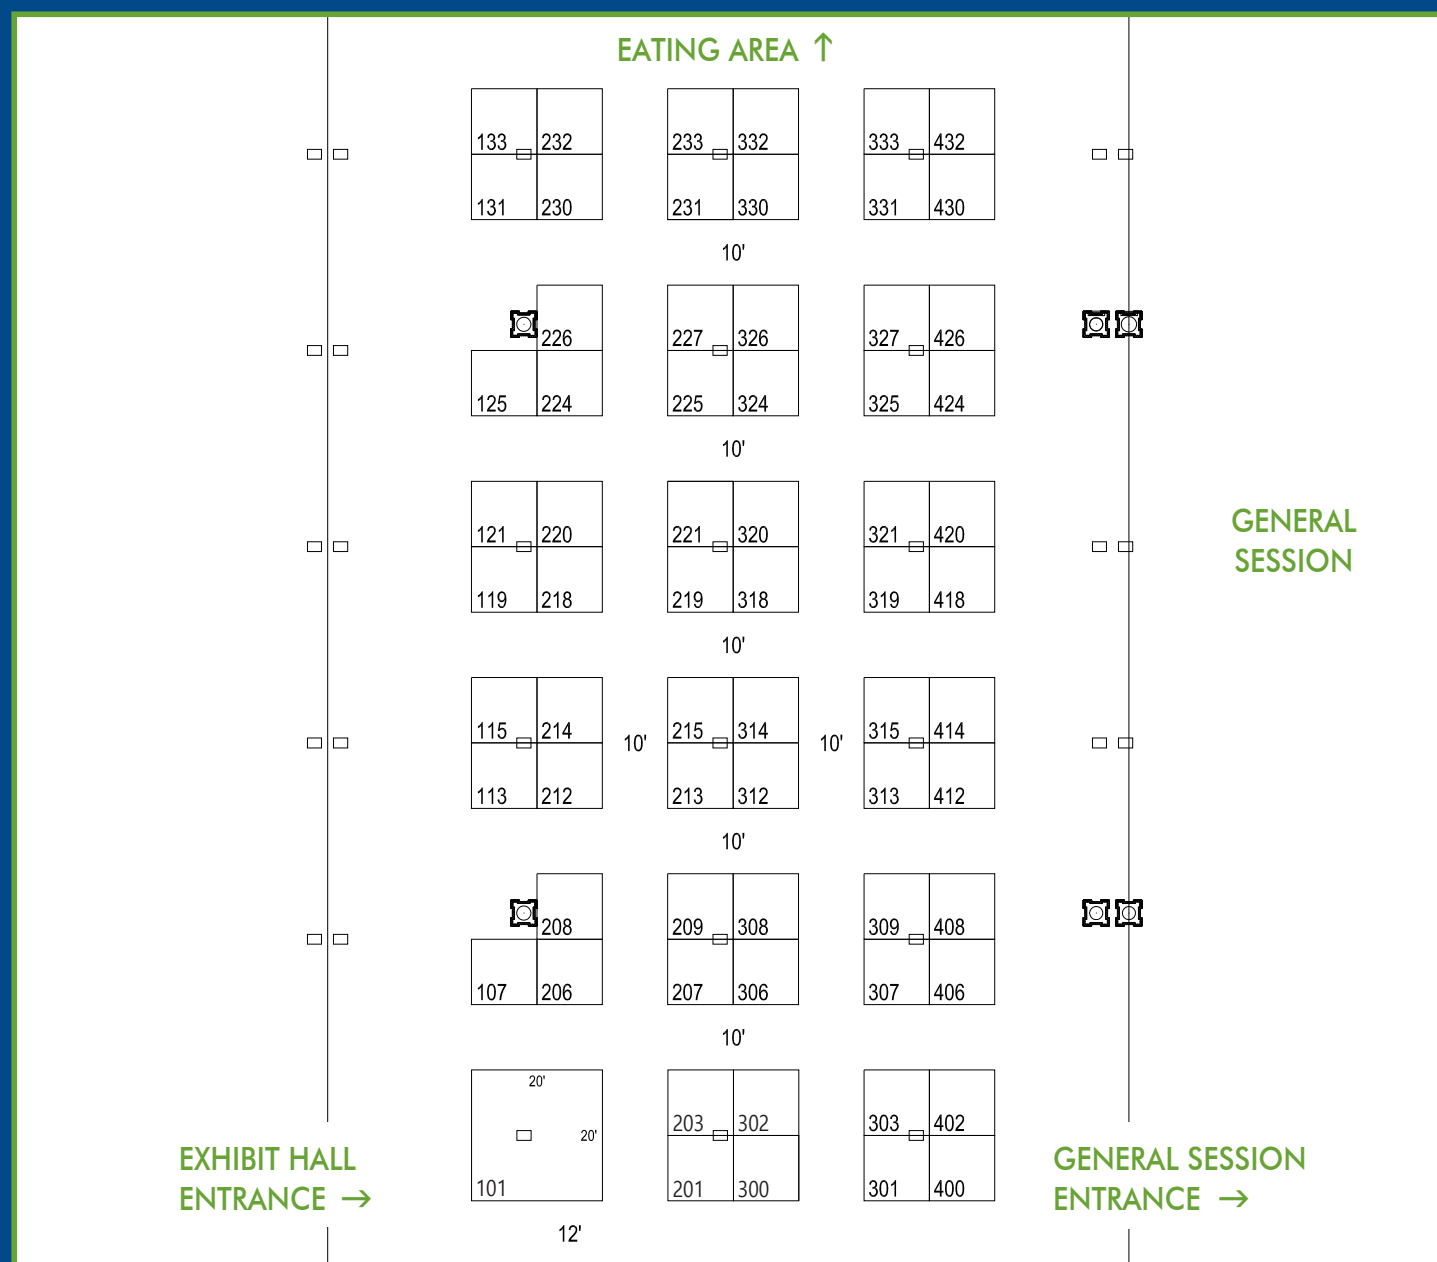 EATING AREA ↑
133 232 233 332 333 432
131 230 231 330 331 430
10'
226 227 326 327 426
125 224 225 324 325 424
10'
121 220 221 320 321 420
GENERAL
SESSION
119 218 219 318 319 418
10'
115 214 215 314 315 414
10' 10'
113 212 213 312 313 412
10'
208 209 308 309 408
107 206 207 306 307 406
10'
20'
203 302 303 402
20'
EXHIBIT HALL
ENTRANCE →
101 201 300 301 400
GENERAL SESSION
ENTRANCE →
12'